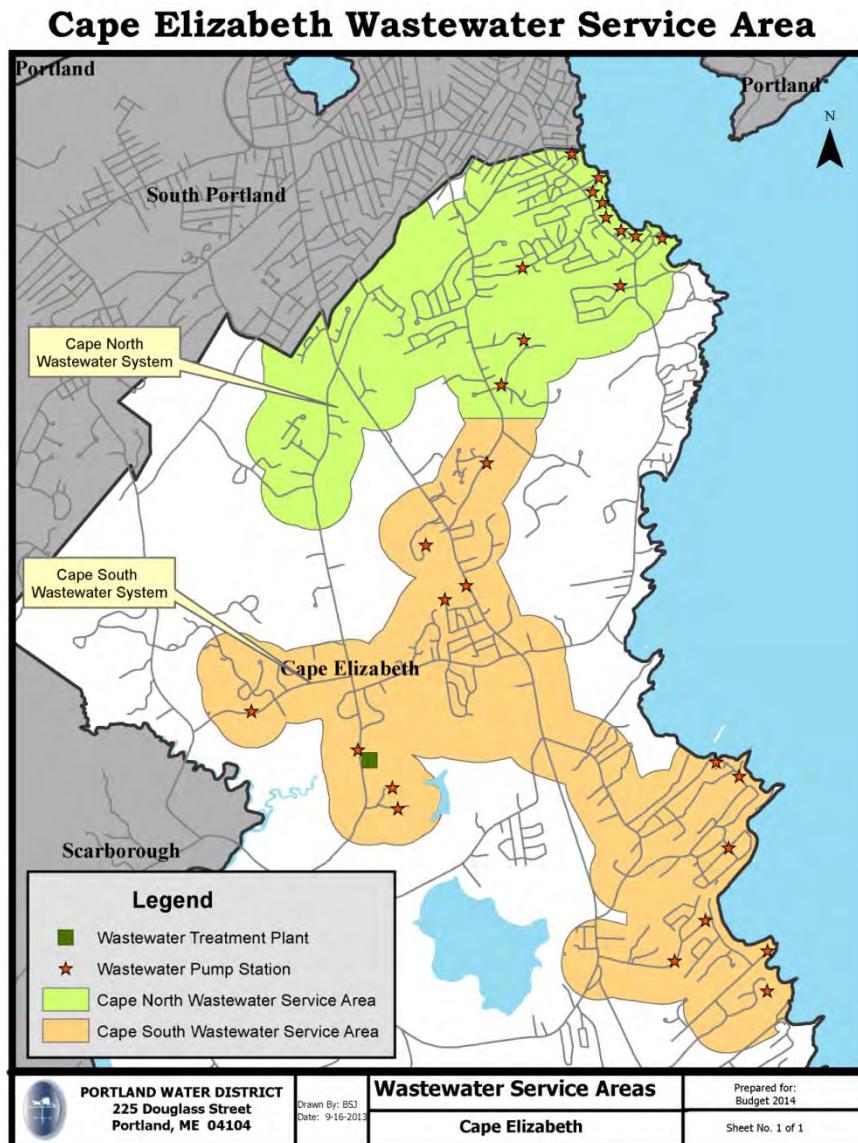 Cape Elizabeth Wastewater Service Area
Portland
Portland
N
South Portland
Cape North
Wastewater System
Cape South
Wastewater System
Cape Elizabeth
Scarborough
Legend
Wastewater Treatment Plant
Wastewater Pump Station
Cape North Wastewater Service Area
Cape South Wastewater Service Area
PORTLAND WATER DISTRICT
225 Douglass Street
Portland, ME 04104
Drawn By: BSJ
Date: 9-16-2013
Wastewater Service Areas
Cape Elizabeth
Prepared for:
Budget 2014
Sheet No. 1 of 1